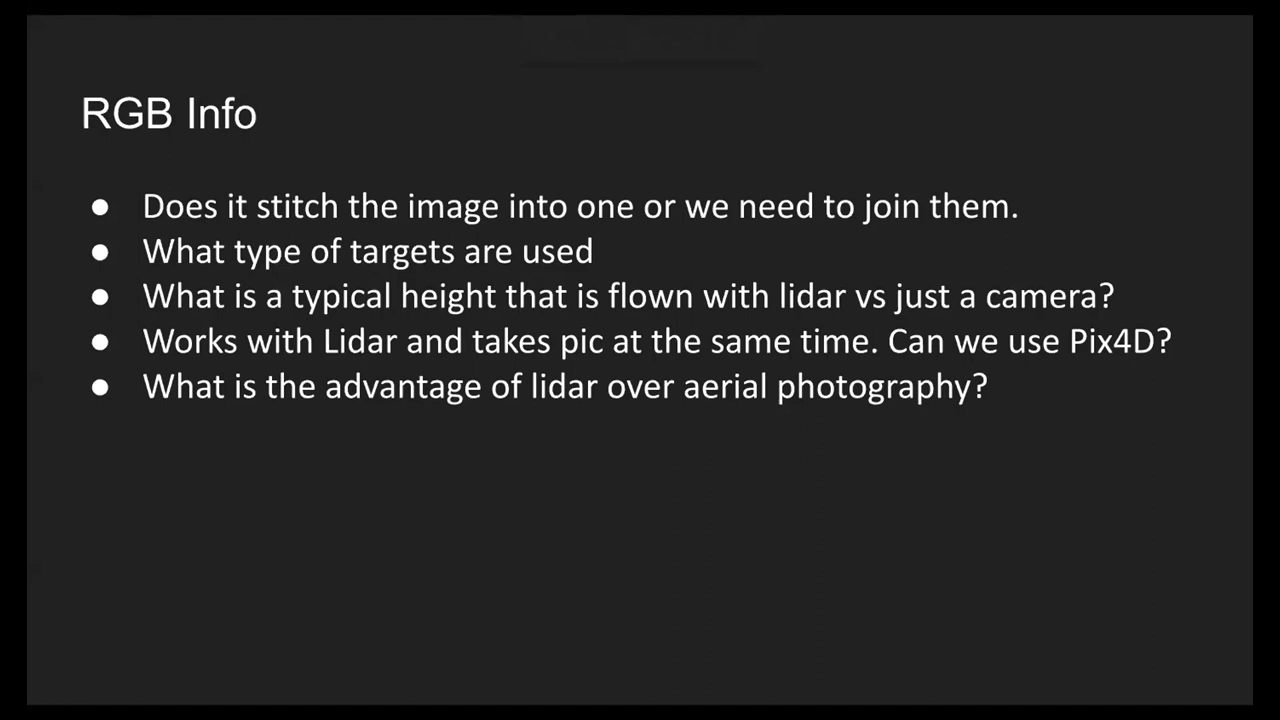 RGB Info
● Does it stitch the image into one or we need to join them.
● What type of targets are used
● What is a typical height that is flown with lidar vs just a camera?
● Works with Lidar and takes pic at the same time. Can we use Pix4D?
● What is the advantage of lidar over aerial photography?